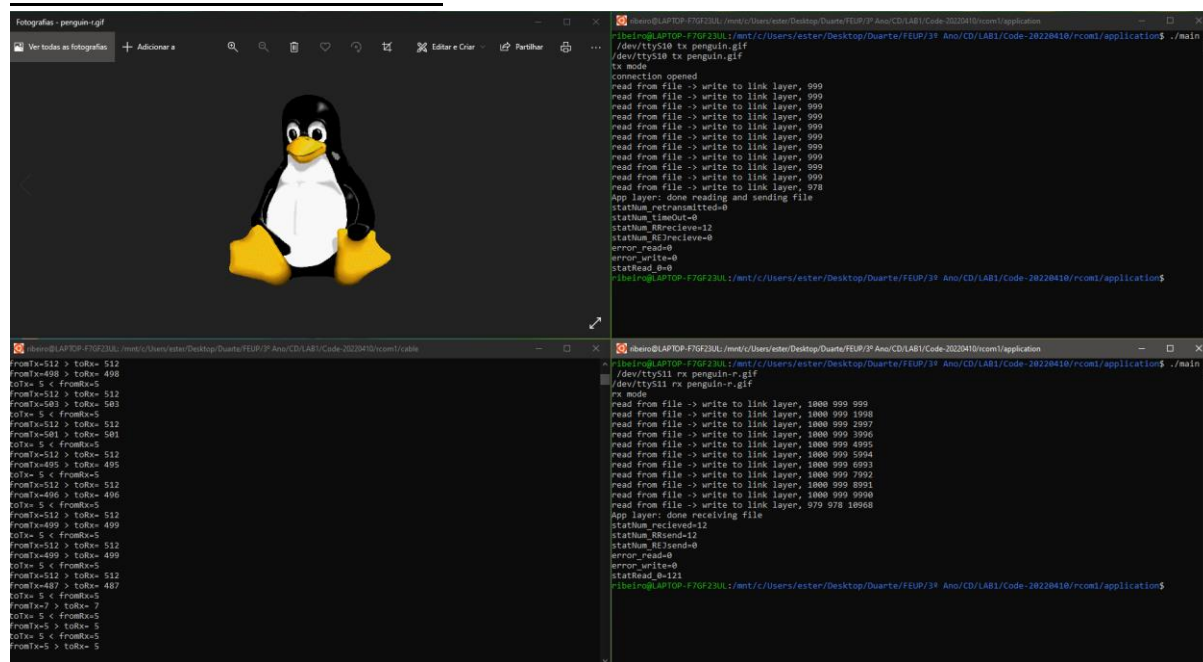 Fotografias - penguin-r.gif
Ver todas as fotografias
Adicionar a
Editar e Criar
Partilhar
ribeiro@LAPTOP-F7GF23UL: /mnt/c/Users/ester/Desktop/Duarte/FEUP/3º Ano/CD/LAB1/Code-20220410/rcom1/application
ribeiro@LAPTOP-F7GF23UL:/mnt/c/Users/ester/Desktop/Duarte/FEUP/3º Ano/CD/LAB1/Code-20220410/rcom1/application$ ./main
/dev/ttyS10 tx penguin.gif
/dev/ttyS10 tx penguin.gif
tx mode
connection opened
read from file -> write to link layer, 999
read from file -> write to link layer, 999
read from file -> write to link layer, 999
read from file -> write to link layer, 999
read from file -> write to link layer, 999
read from file -> write to link layer, 999
read from file -> write to link layer, 999
read from file -> write to link layer, 999
read from file -> write to link layer, 999
read from file -> write to link layer, 999
read from file -> write to link layer, 978
App layer: done reading and sending file
statNum_retransmitted=0
statNum_timeOut=0
statNum_RRrecieve=12
statNum_REJrecieve=0
error_read=0
error_write=0
statRead_0=0
ribeiro@LAPTOP-F7GF23UL:/mnt/c/Users/ester/Desktop/Duarte/FEUP/3º Ano/CD/LAB1/Code-20220410/rcom1/application$
ribeiro@LAPTOP-F7GF23UL: /mnt/c/Users/ester/Desktop/Duarte/FEUP/3º Ano/CD/LAB1/Code-20220410/rcom1/cable
fromTx=512 > toRx= 512
fromTx=498 > toRx= 498
toTx= 5 < fromRx=5
fromTx=512 > toRx= 512
fromTx=503 > toRx= 503
toTx= 5 < fromRx=5
fromTx=512 > toRx= 512
fromTx=501 > toRx= 501
toTx= 5 < fromRx=5
fromTx=512 > toRx= 512
fromTx=495 > toRx= 495
toTx= 5 < fromRx=5
fromTx=512 > toRx= 512
fromTx=496 > toRx= 496
toTx= 5 < fromRx=5
fromTx=512 > toRx= 512
fromTx=499 > toRx= 499
toTx= 5 < fromRx=5
fromTx=512 > toRx= 512
fromTx=499 > toRx= 499
toTx= 5 < fromRx=5
fromTx=512 > toRx= 512
fromTx=487 > toRx= 487
toTx= 5 < fromRx=5
fromTx=7 > toRx= 7
toTx= 5 < fromRx=5
fromTx=5 > toRx= 5
toTx= 5 < fromRx=5
fromTx=5 > toRx= 5
ribeiro@LAPTOP-F7GF23UL: /mnt/c/Users/ester/Desktop/Duarte/FEUP/3º Ano/CD/LAB1/Code-20220410/rcom1/application
ribeiro@LAPTOP-F7GF23UL:/mnt/c/Users/ester/Desktop/Duarte/FEUP/3º Ano/CD/LAB1/Code-20220410/rcom1/application$ ./main
/dev/ttyS11 rx penguin-r.gif
/dev/ttyS11 rx penguin-r.gif
rx mode
read from file -> write to link layer, 1000 999 999
read from file -> write to link layer, 1000 999 1998
read from file -> write to link layer, 1000 999 2997
read from file -> write to link layer, 1000 999 3996
read from file -> write to link layer, 1000 999 4995
read from file -> write to link layer, 1000 999 5994
read from file -> write to link layer, 1000 999 6993
read from file -> write to link layer, 1000 999 7992
read from file -> write to link layer, 1000 999 8991
read from file -> write to link layer, 1000 999 9990
read from file -> write to link layer, 979 978 10968
App layer: done receiving file
statNum_recieved=12
statNum_RRsend=12
statNum_REJsend=0
error_read=0
error_write=0
statRead_0=121
ribeiro@LAPTOP-F7GF23UL:/mnt/c/Users/ester/Desktop/Duarte/FEUP/3º Ano/CD/LAB1/Code-20220410/rcom1/application$